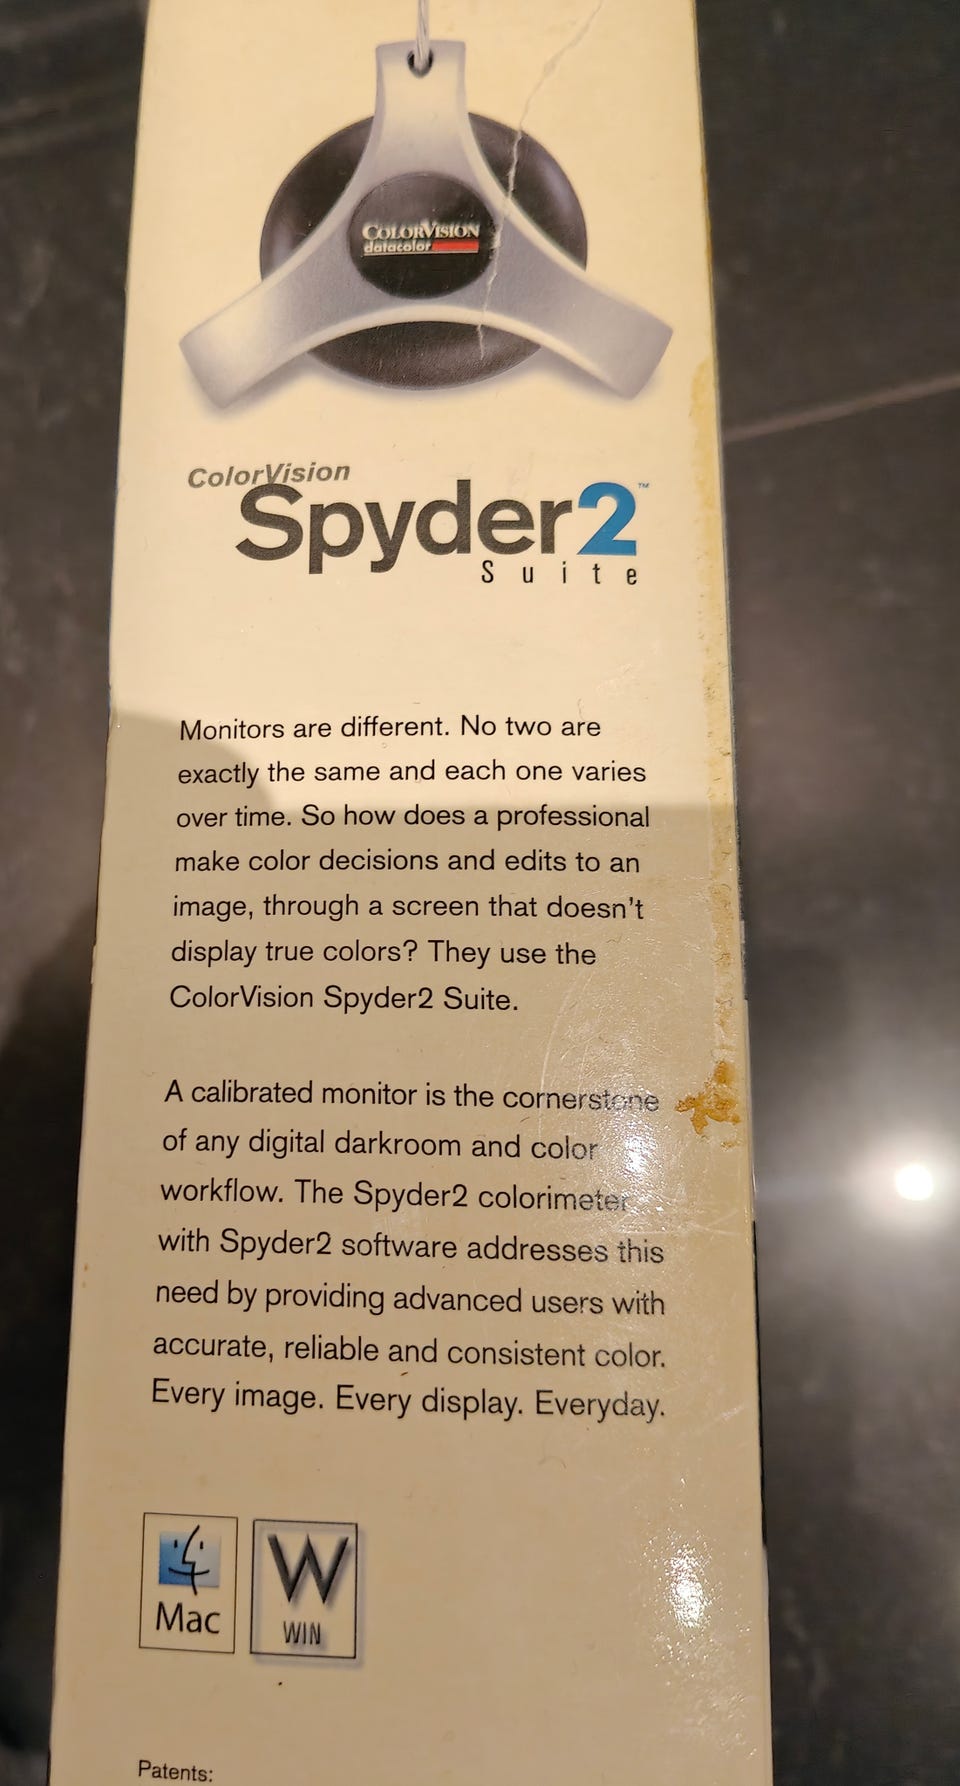 COLORVISION
datacolor
ColorVision
Spyder2™
Suite
Monitors are different. No two are
exactly the same and each one varies
over time. So how does a professional
make color decisions and edits to an
image, through a screen that doesn't
display true colors? They use the
ColorVision Spyder2 Suite.
A calibrated monitor is the cornerstone
of any digital darkroom and color
workflow. The Spyder2 colorimeter
with Spyder2 software addresses this
need by providing advanced users with
accurate, reliable and consistent color.
Every image. Every display. Everyday.
Mac
W
WIN
Patents: